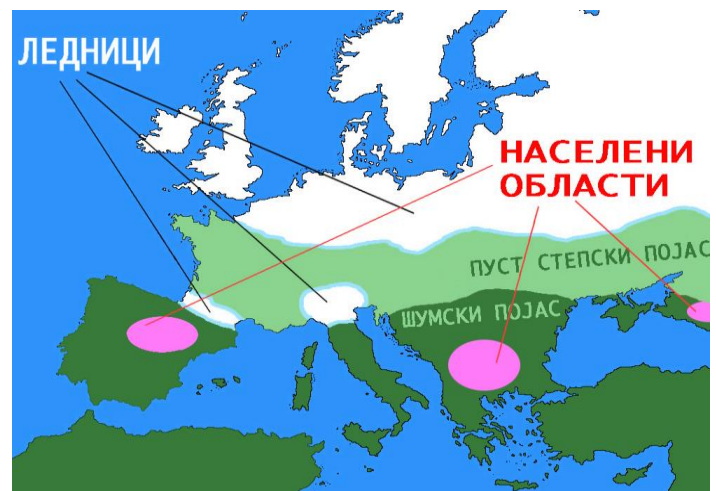 ЛЕДНИЦИ
НАСЕЛЕНИ
ОБЛАСТИ
ПУСТ СТЕПСКИ ПОЈАС
ШУМСКИ ПОЈАС